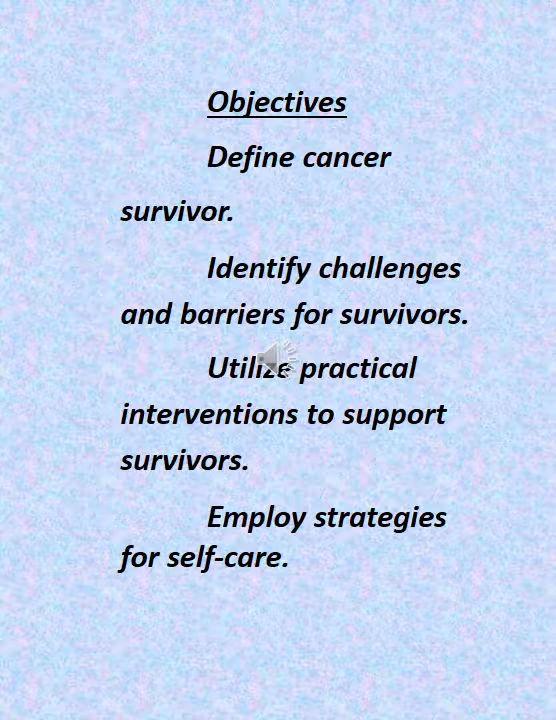 Objectives
Define cancer
survivor.
Identify challenges
and barriers for survivors.
Utilize practical
interventions to support
survivors.
Employ strategies
for self-care.